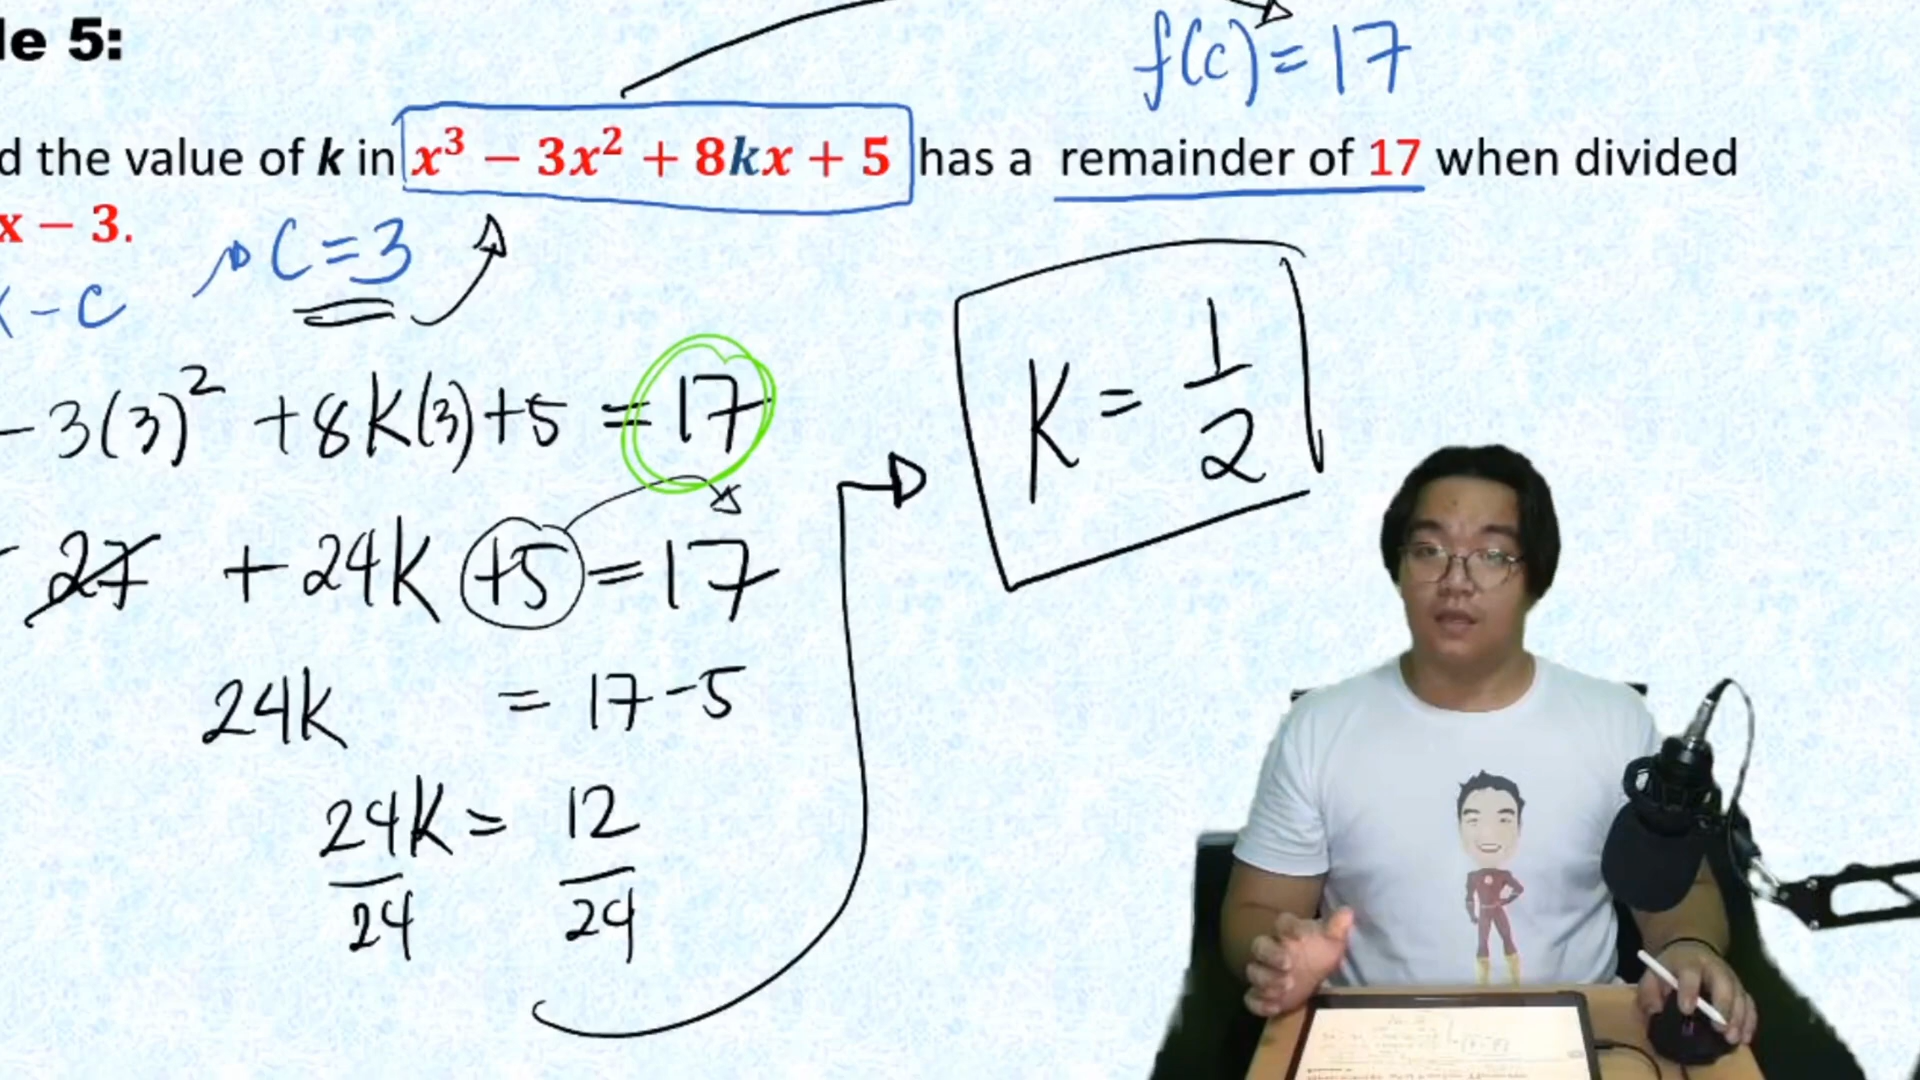 le 5:
f(c) = 17
d the value of k in x³ − 3x² + 8kx + 5 has a remainder of 17 when divided
x − 3.
C = 3
- C
- 3(3)² + 8K(3) + 5 = 17
K = 1/2
- 27 + 24K +5 = 17
24K = 17 - 5
24K/24 = 12/24